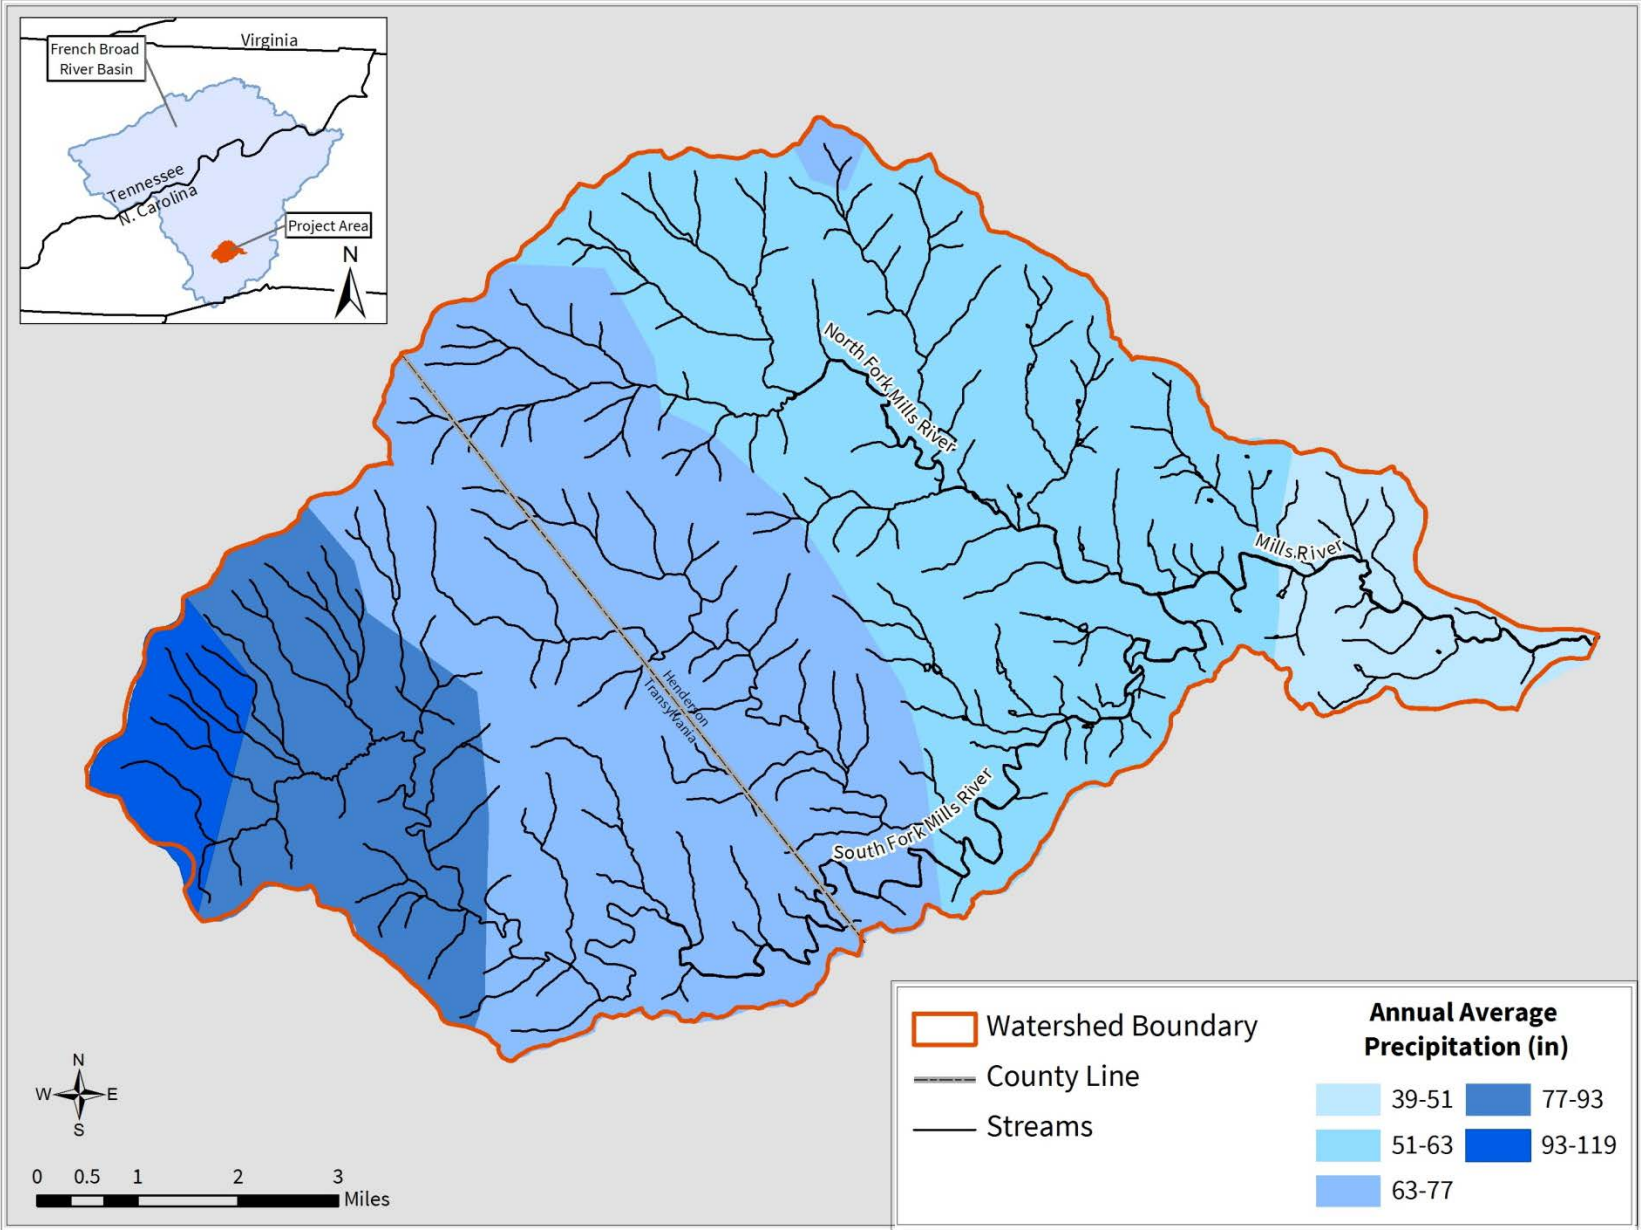 French Broad
River Basin
Virginia
Tennessee
N. Carolina
Project Area
N
North Fork Mills River
Mills River
Henderson
Transylvania
South Fork Mills River
N
W E
S
0 0.5 1 2 3
Miles
Watershed Boundary
County Line
Streams
Annual Average
Precipitation (in)
39-51 77-93
51-63 93-119
63-77